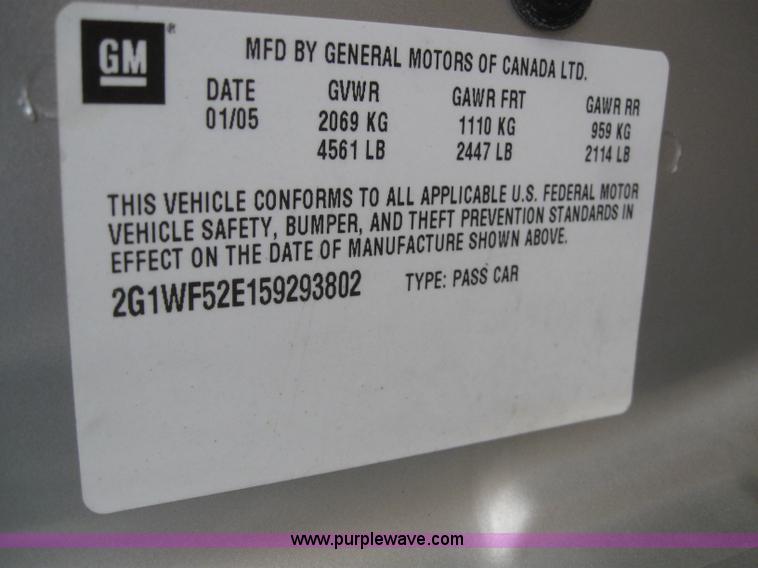 GM ®
MFD BY GENERAL MOTORS OF CANADA LTD.
DATE GVWR GAWR FRT GAWR RR
01/05 2069 KG 1110 KG 959 KG
4561 LB 2447 LB 2114 LB
THIS VEHICLE CONFORMS TO ALL APPLICABLE U.S. FEDERAL MOTOR
VEHICLE SAFETY, BUMPER, AND THEFT PREVENTION STANDARDS IN
EFFECT ON THE DATE OF MANUFACTURE SHOWN ABOVE.
2G1WF52E159293802 TYPE: PASS CAR
www.purplewave.com